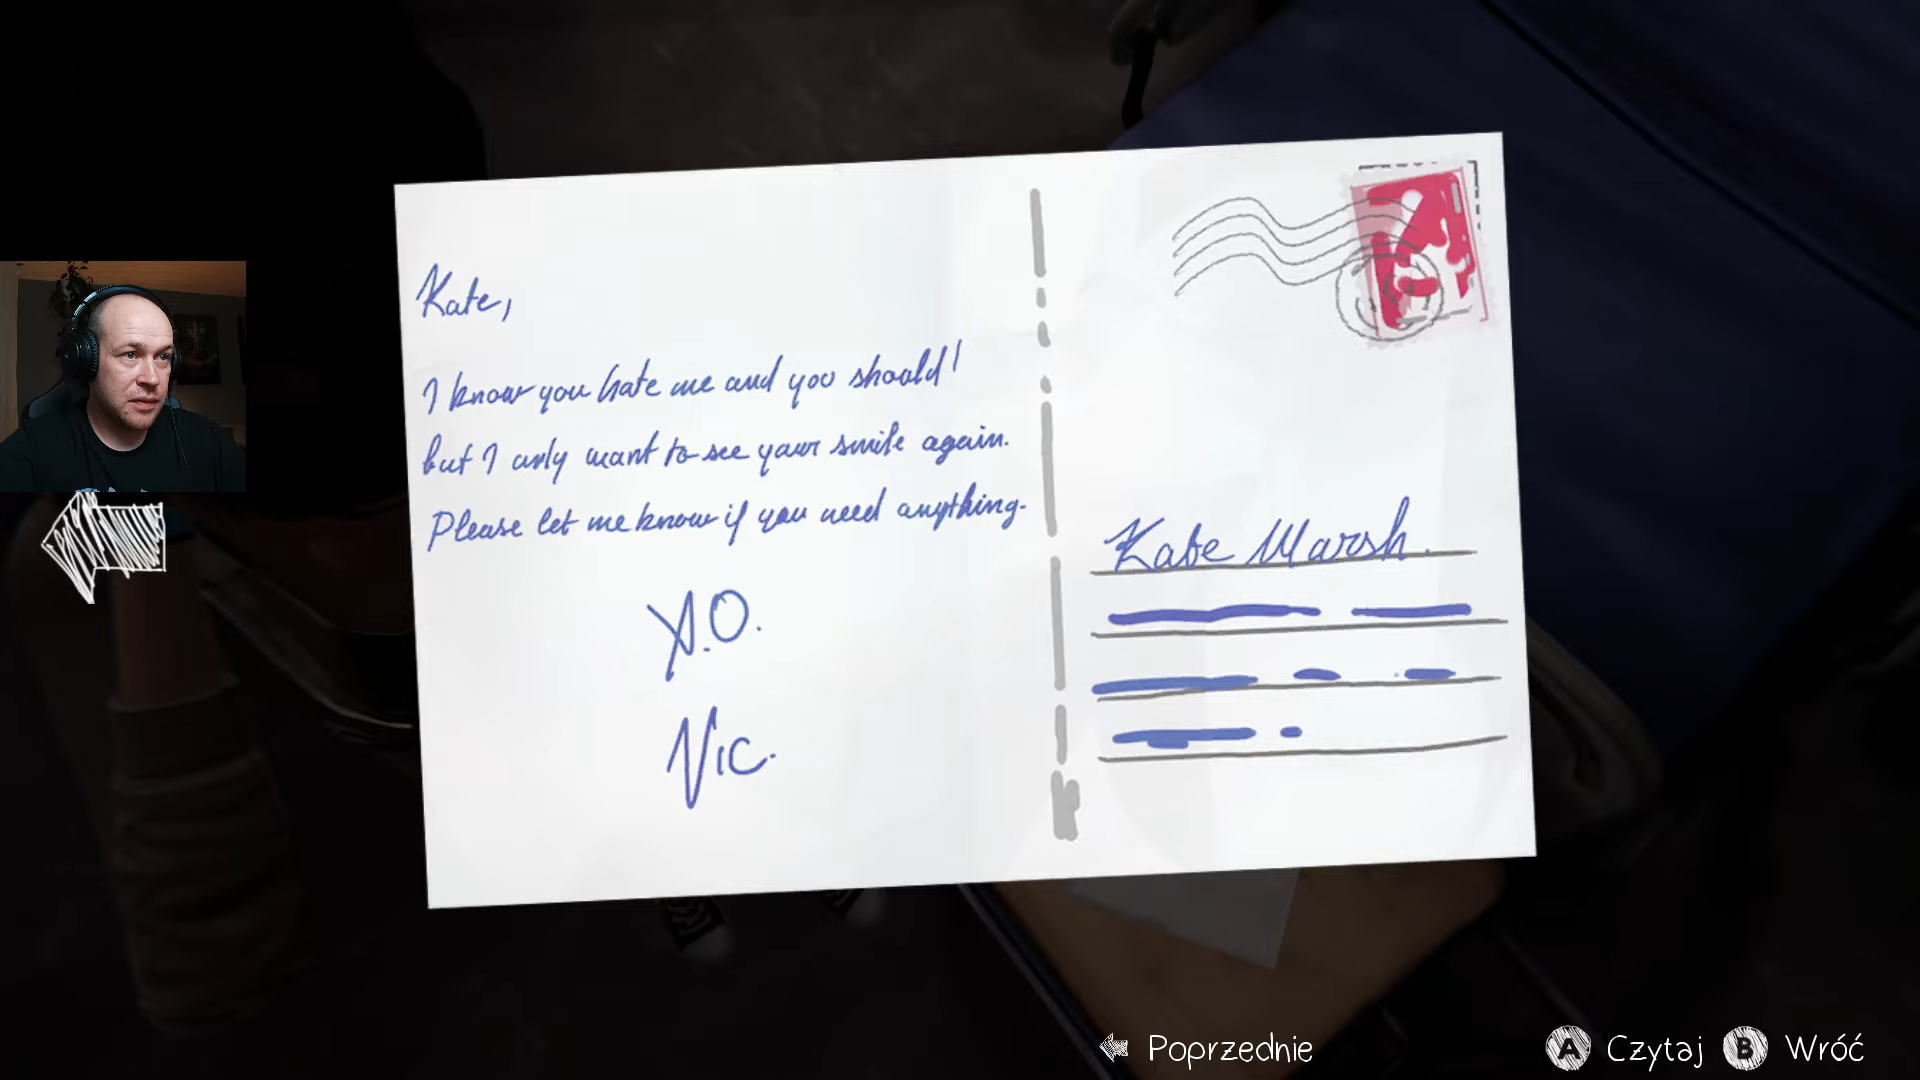 Kate,
I know you hate me and you should!
but I only want to see your smile again.
Please let me know if you need anything.
X.O.
Vic.
Kate Marsh.
Poprzednie
A Czytaj B Wróć